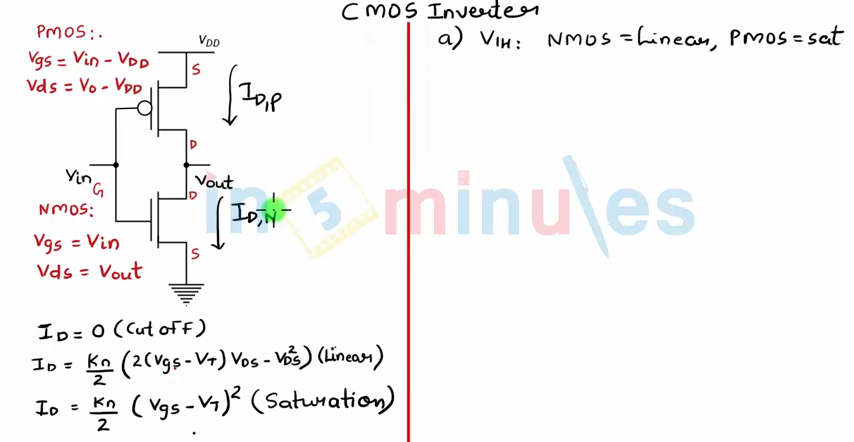 CMOS Inverter
PMOS:.
Vgs = Vin - VDD
Vds = Vo - VDD
VDD
S
ID,P
D
Vin
G
Vout
D
NMOS:
Vgs = Vin
Vds = Vout
ID,N
S
ID = 0 (Cut off)
ID = Kn/2 (2(Vgs - VT) VDS - VDS²) (Linear)
ID = Kn/2 (Vgs - VT)² (Saturation)
a) VIH: NMOS = Linear, PMOS = sat
in 5 minutes